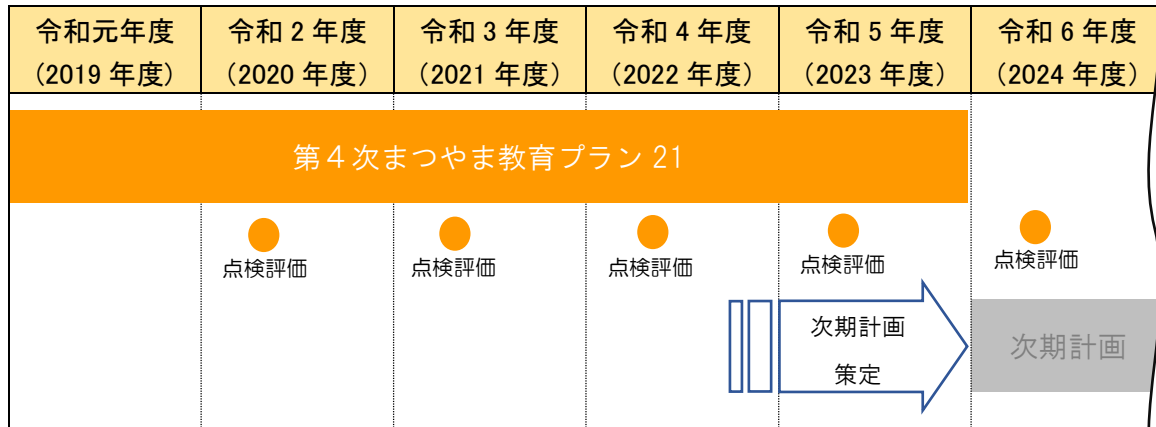 令和元年度
（2019 年度）
令和 2 年度
（2020 年度）
令和 3 年度
（2021 年度）
令和 4 年度
（2022 年度）
令和 5 年度
（2023 年度）
令和 6 年度
（2024 年度）
第４次まつやま教育プラン 21
点検評価
点検評価
点検評価
点検評価
点検評価
次期計画
策定
次期計画